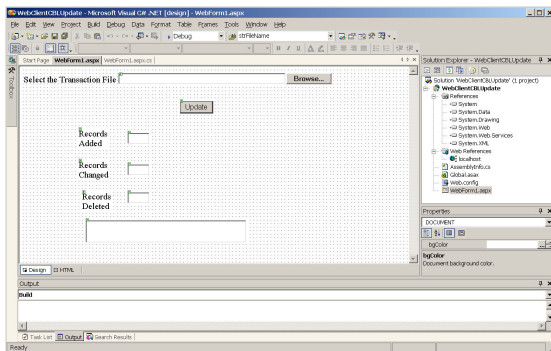 WebClientCBLUpdate - Microsoft Visual C# .NET [design] - WebForm1.aspx
File Edit View Project Build Debug Data Format Table Frames Tools Window Help
Debug strFileName
Start Page WebForm1.aspx WebForm1.aspx.cs
Select the Transaction File Browse...
Update
Records
Added
Records
Changed
Records
Deleted
Design HTML
Toolbox
Solution Explorer - WebClientCBLUpdate
Solution 'WebClientCBLUpdate' (1 project)
WebClientCBLUpdate
References
System
System.Data
System.Drawing
System.Web
System.Web.Services
System.XML
Web References
localhost
AssemblyInfo.cs
Global.asax
Web.config
WebForm1.aspx
Properties
DOCUMENT
bgColor
bgColor
Document background color.
Output
Build
Task List Output Search Results
Ready